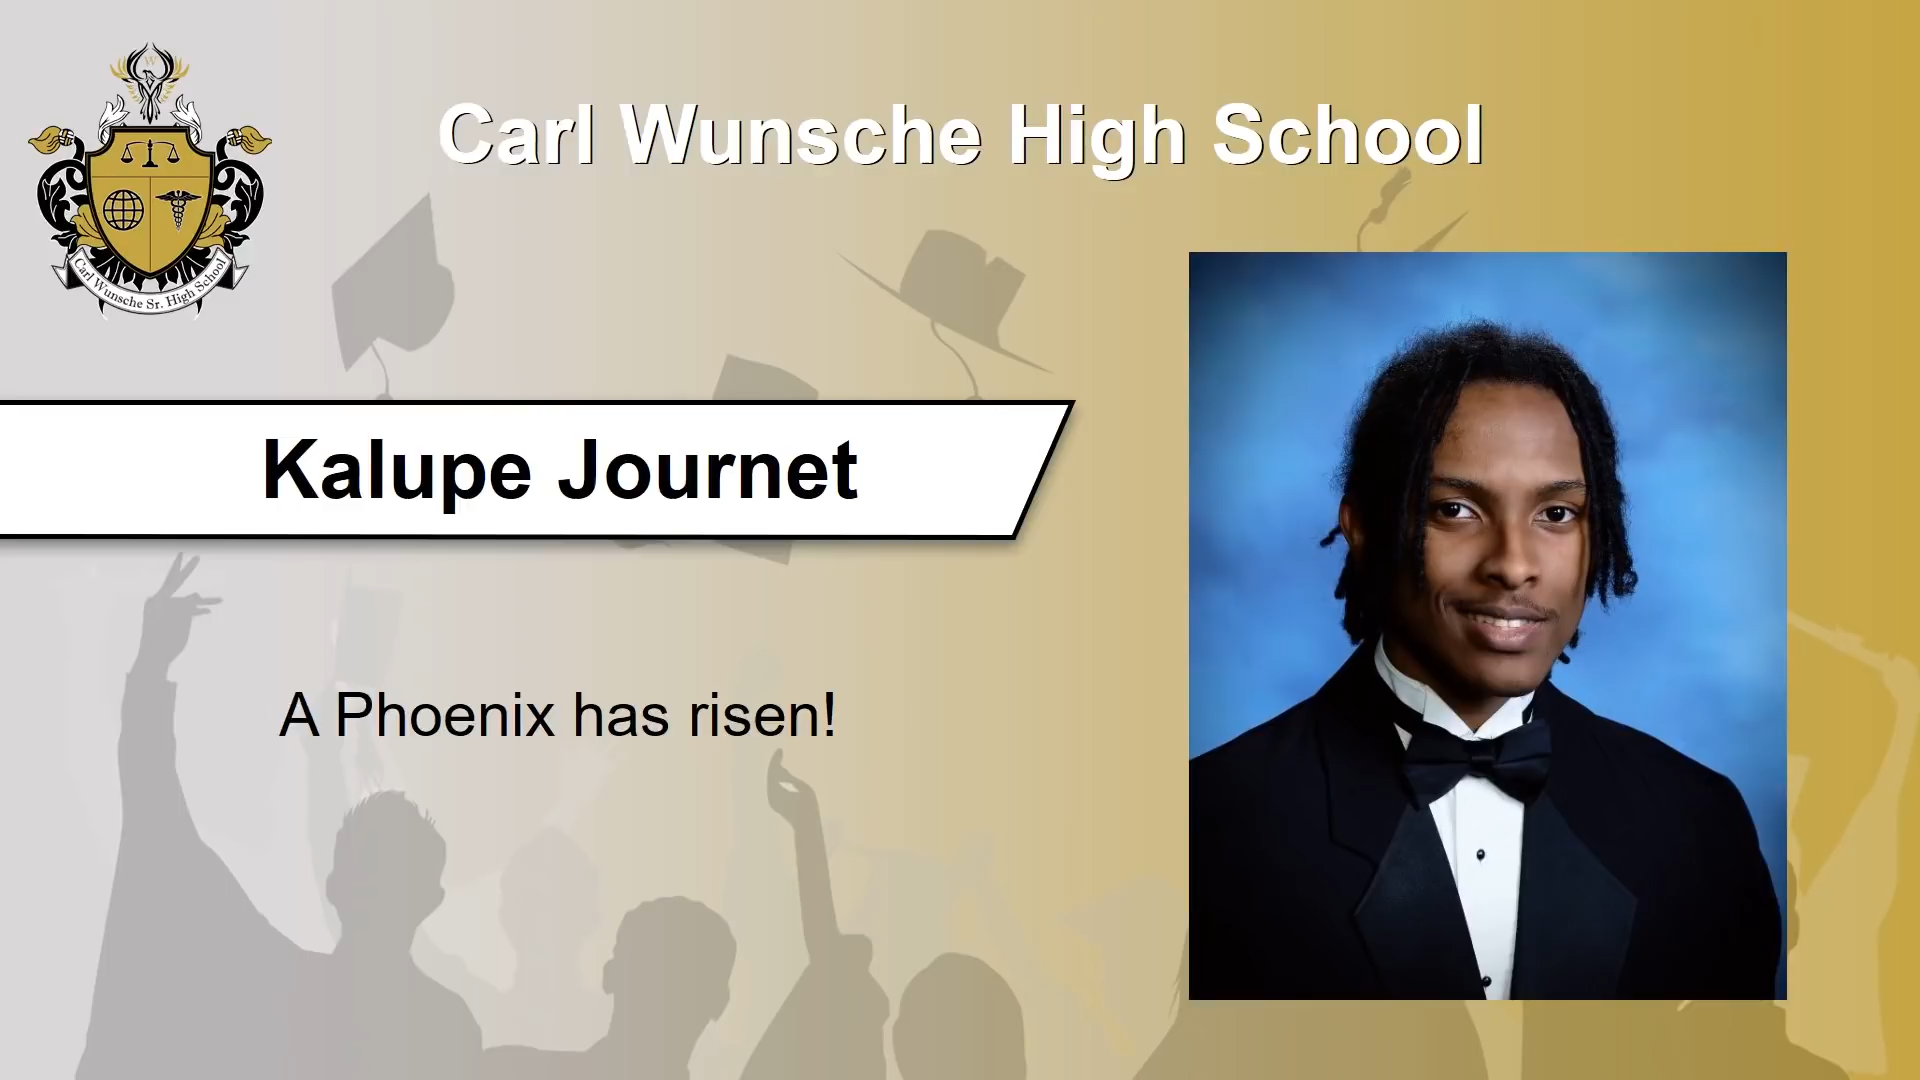 W
Carl Wunsche Sr. High School
Carl Wunsche High School
Kalupe Journet
A Phoenix has risen!